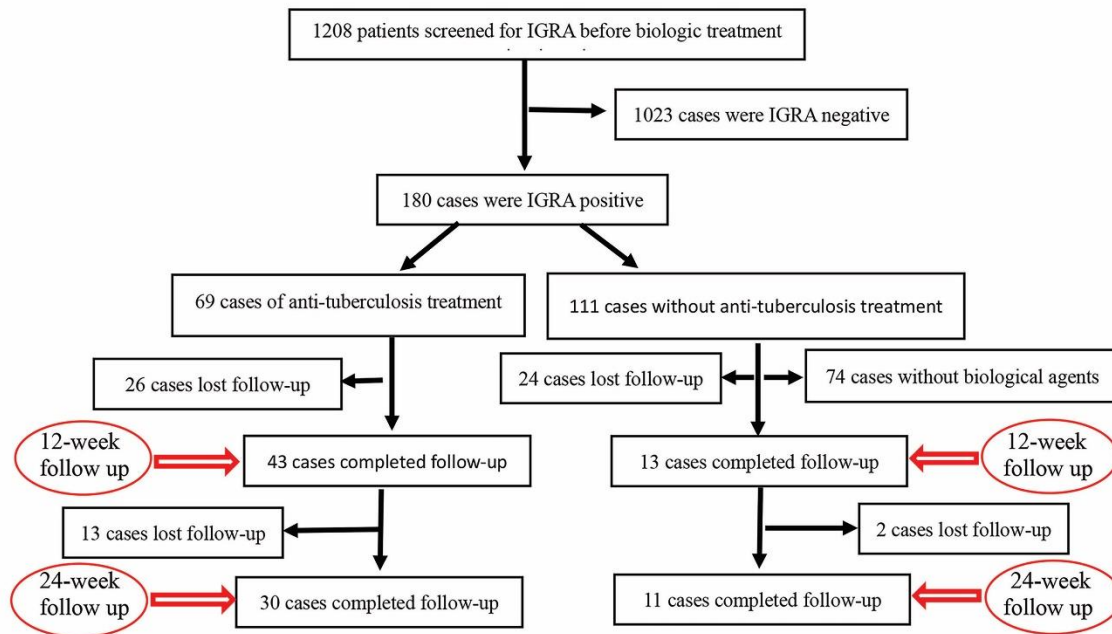 1208 patients screened for IGRA before biologic treatment
1023 cases were IGRA negative
180 cases were IGRA positive
69 cases of anti-tuberculosis treatment
111 cases without anti-tuberculosis treatment
26 cases lost follow-up
24 cases lost follow-up
74 cases without biological agents
12-week
follow up
43 cases completed follow-up
13 cases completed follow-up
12-week
follow up
13 cases lost follow-up
2 cases lost follow-up
24-week
follow up
30 cases completed follow-up
11 cases completed follow-up
24-week
follow up